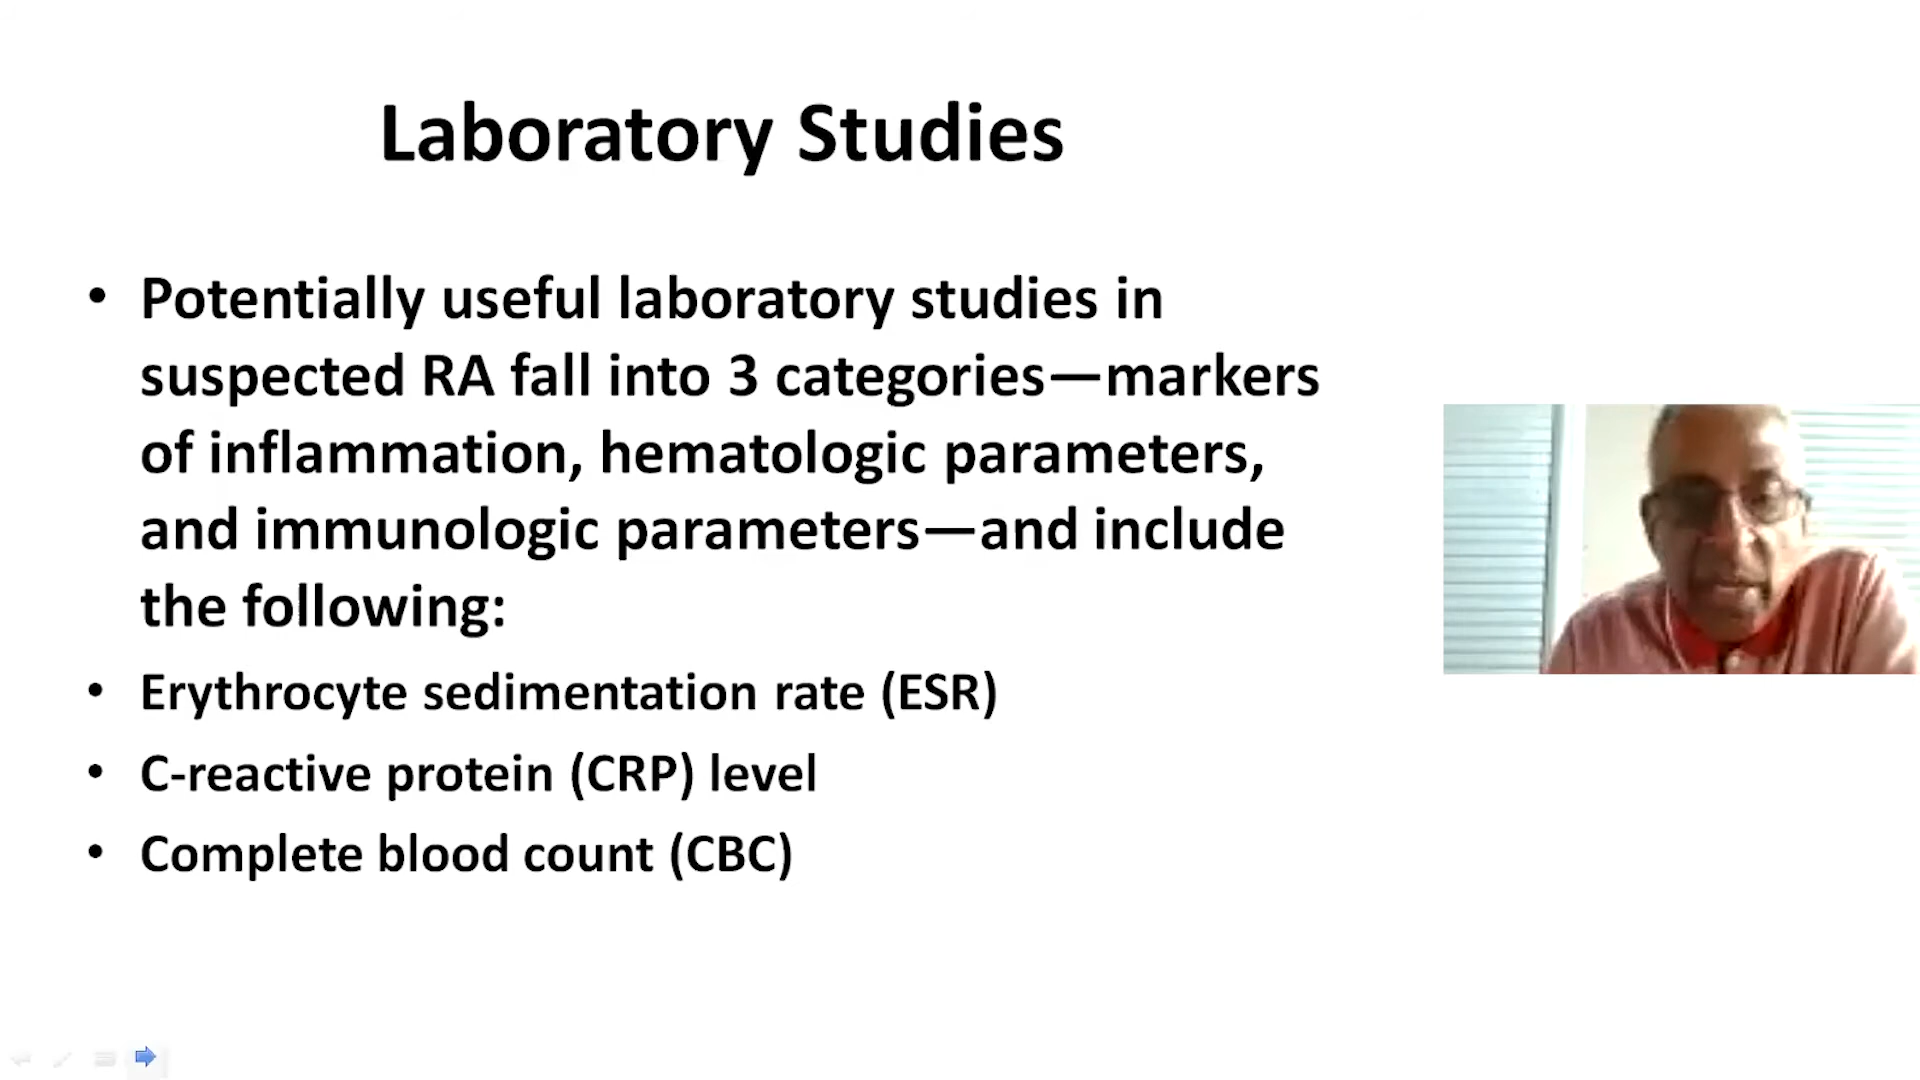 Laboratory Studies
• Potentially useful laboratory studies in
suspected RA fall into 3 categories—markers
of inflammation, hematologic parameters,
and immunologic parameters—and include
the following:
• Erythrocyte sedimentation rate (ESR)
• C-reactive protein (CRP) level
• Complete blood count (CBC)